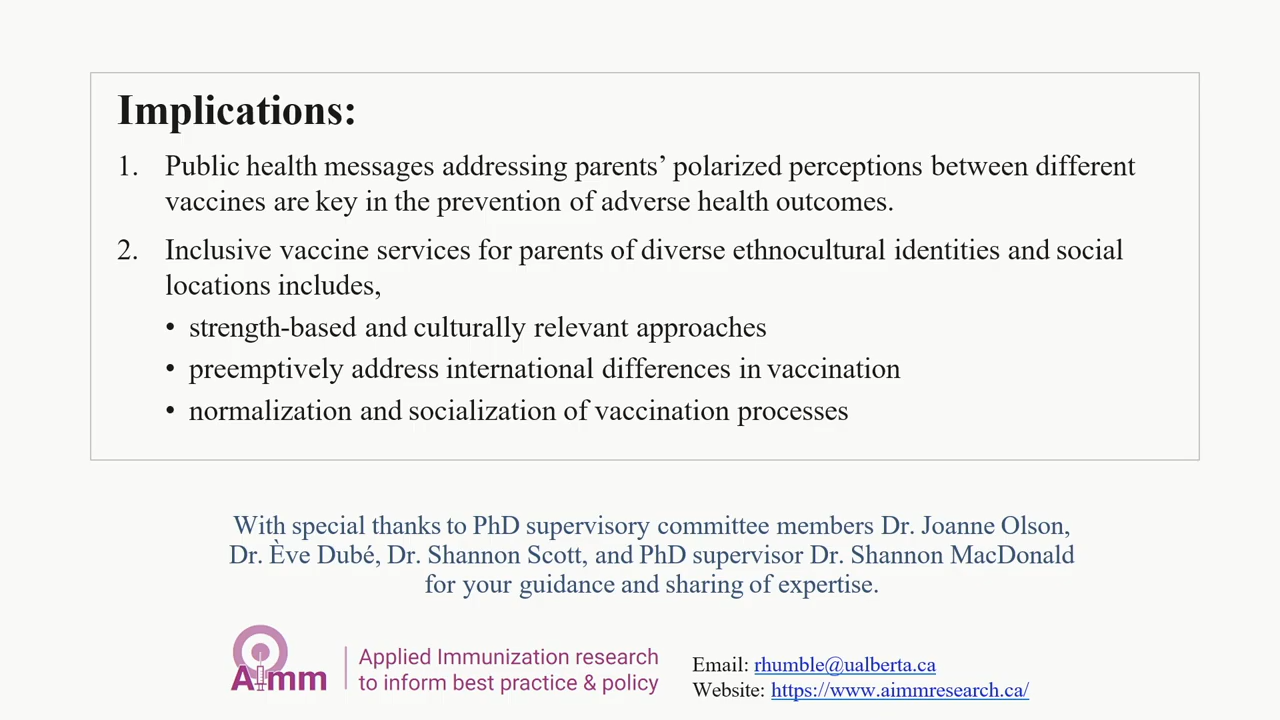 Implications:
1. Public health messages addressing parents’ polarized perceptions between different
vaccines are key in the prevention of adverse health outcomes.
2. Inclusive vaccine services for parents of diverse ethnocultural identities and social
locations includes,
• strength-based and culturally relevant approaches
• preemptively address international differences in vaccination
• normalization and socialization of vaccination processes
With special thanks to PhD supervisory committee members Dr. Joanne Olson,
Dr. Ève Dubé, Dr. Shannon Scott, and PhD supervisor Dr. Shannon MacDonald
for your guidance and sharing of expertise.
Aimm
Applied Immunization research
to inform best practice & policy
Email: rhumble@ualberta.ca
Website: https://www.aimmresearch.ca/